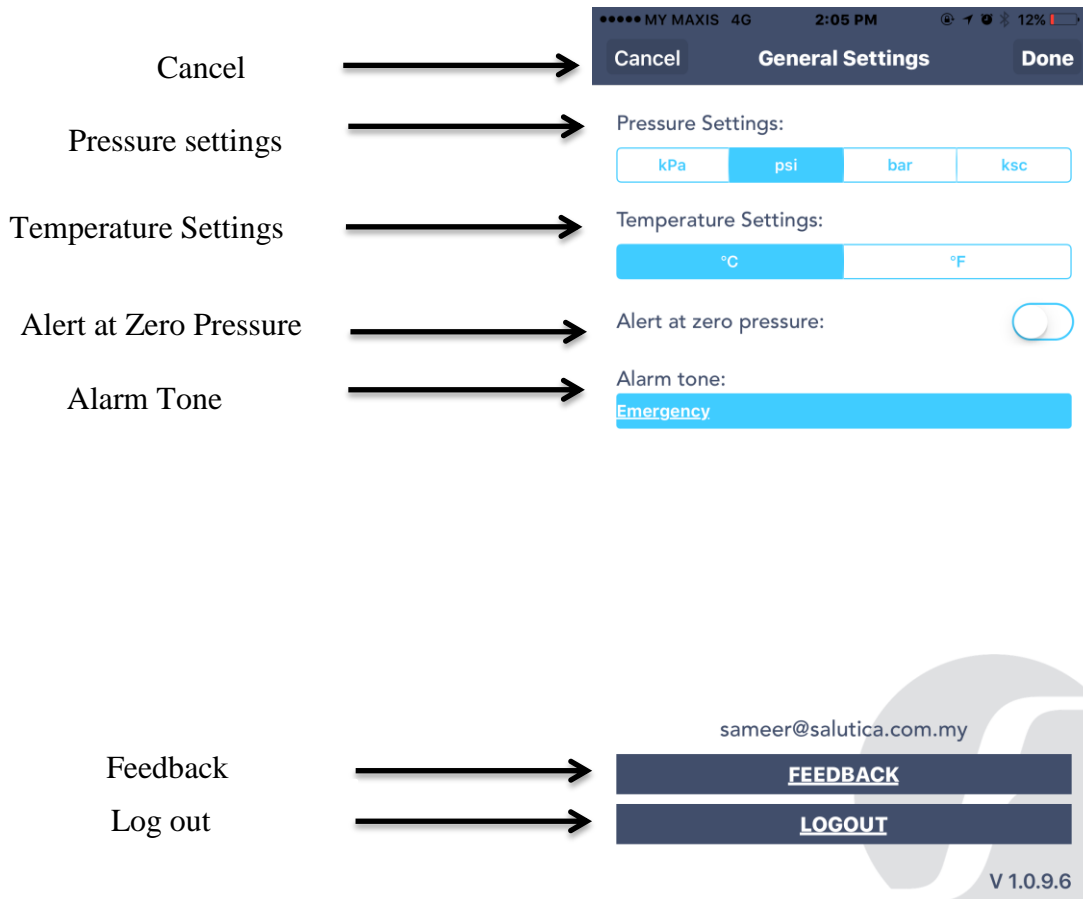 MY MAXIS 4G 2:05 PM 12%
Cancel Cancel General Settings Done
Pressure settings Pressure Settings:
kPa psi bar ksc
Temperature Settings Temperature Settings:
°C °F
Alert at Zero Pressure Alert at zero pressure:
Alarm Tone Alarm tone:
Emergency
sameer@salutica.com.my
Feedback FEEDBACK
Log out LOGOUT
V 1.0.9.6